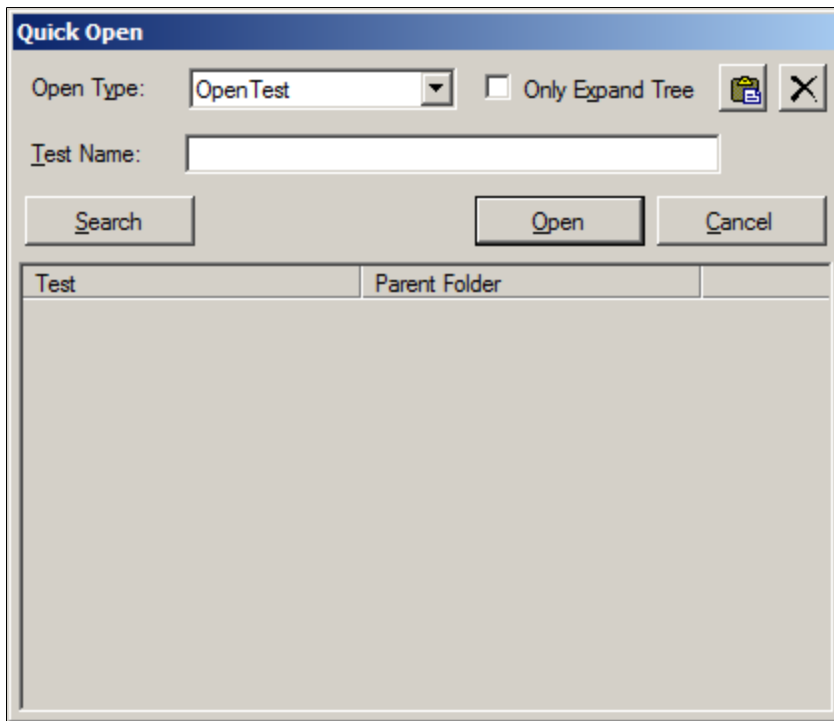 Quick Open
Open Type: OpenTest Only Expand Tree
Test Name:
Search Open Cancel
Test Parent Folder